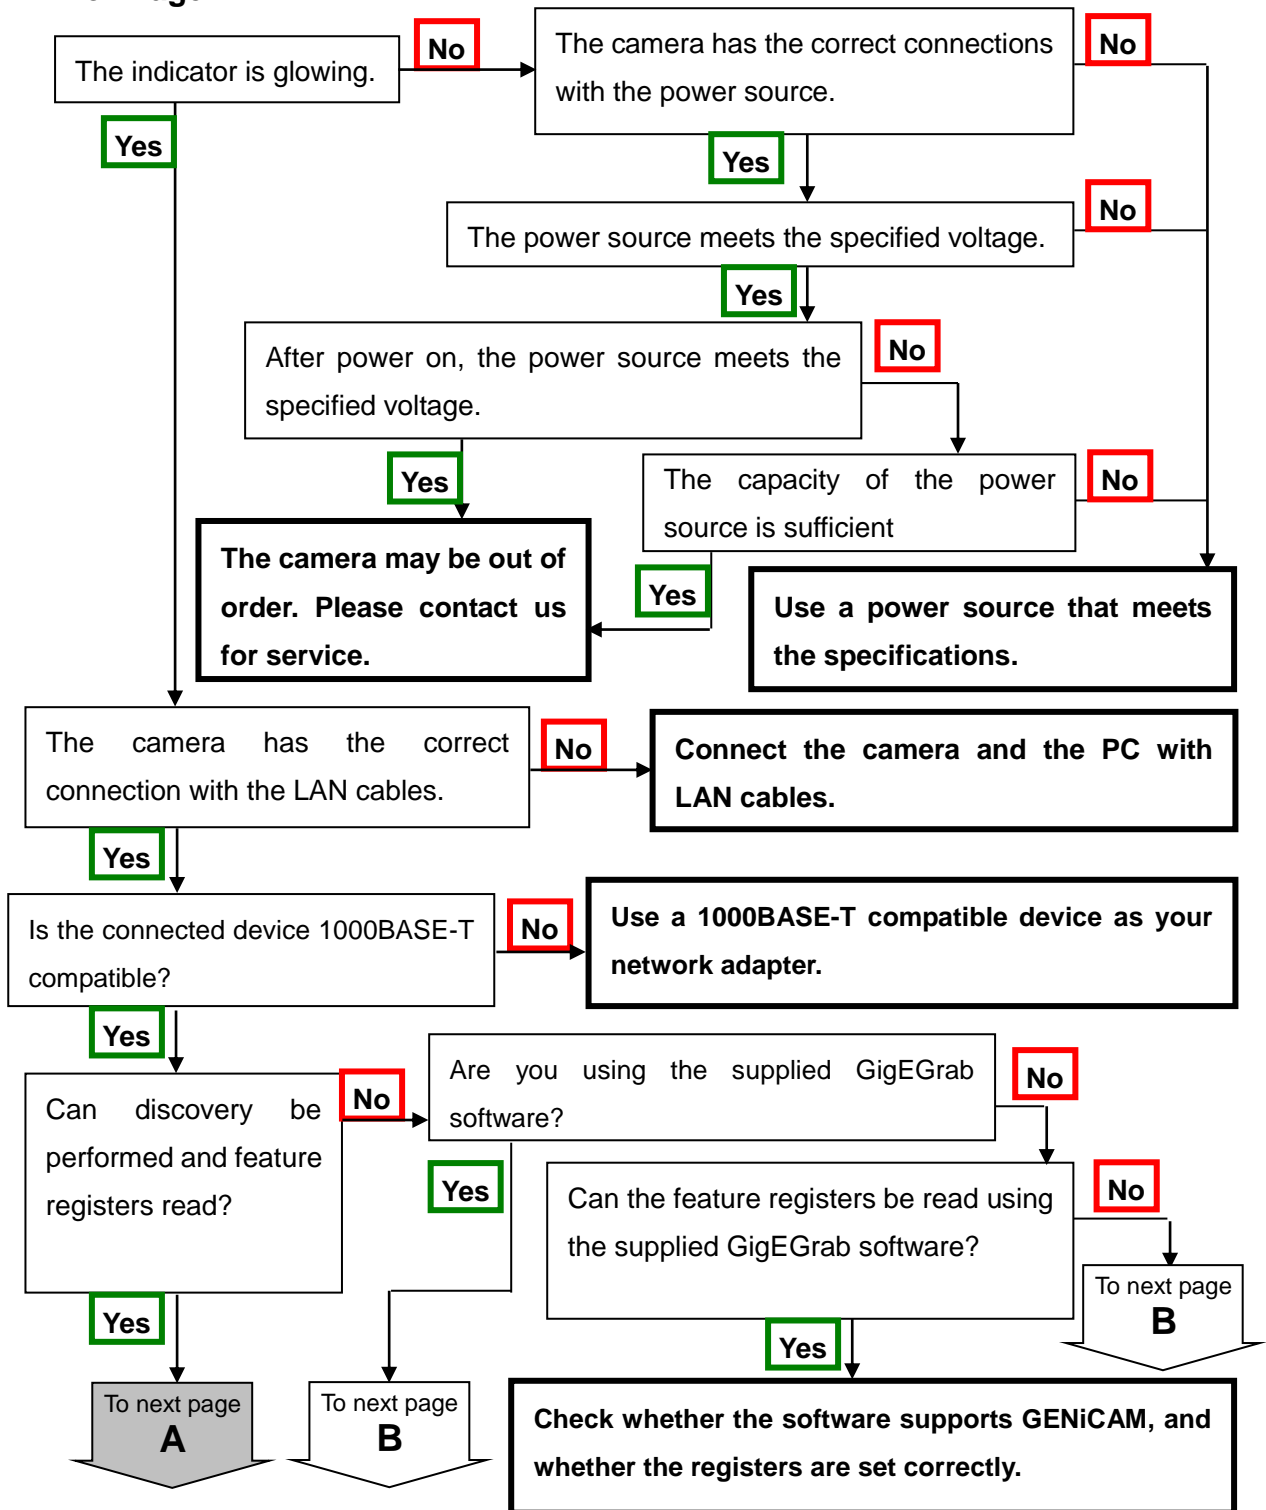 No
The camera has the correct connections
with the power source.
No
The indicator is glowing.
Yes
Yes
No
The power source meets the specified voltage.
Yes
After power on, the power source meets the
specified voltage.
No
Yes
The capacity of the power
source is sufficient
No
The camera may be out of
order. Please contact us
for service.
Yes
Use a power source that meets
the specifications.
The camera has the correct
connection with the LAN cables.
No
Connect the camera and the PC with
LAN cables.
Yes
Is the connected device 1000BASE-T
compatible?
No
Use a 1000BASE-T compatible device as your
network adapter.
Yes
Can discovery be
performed and feature
registers read?
No
Are you using the supplied GigEGrab
software?
No
Yes
Can the feature registers be read using
the supplied GigEGrab software?
No
To next page
B
Yes
Yes
To next page
A
To next page
B
Check whether the software supports GENiCAM, and
whether the registers are set correctly.